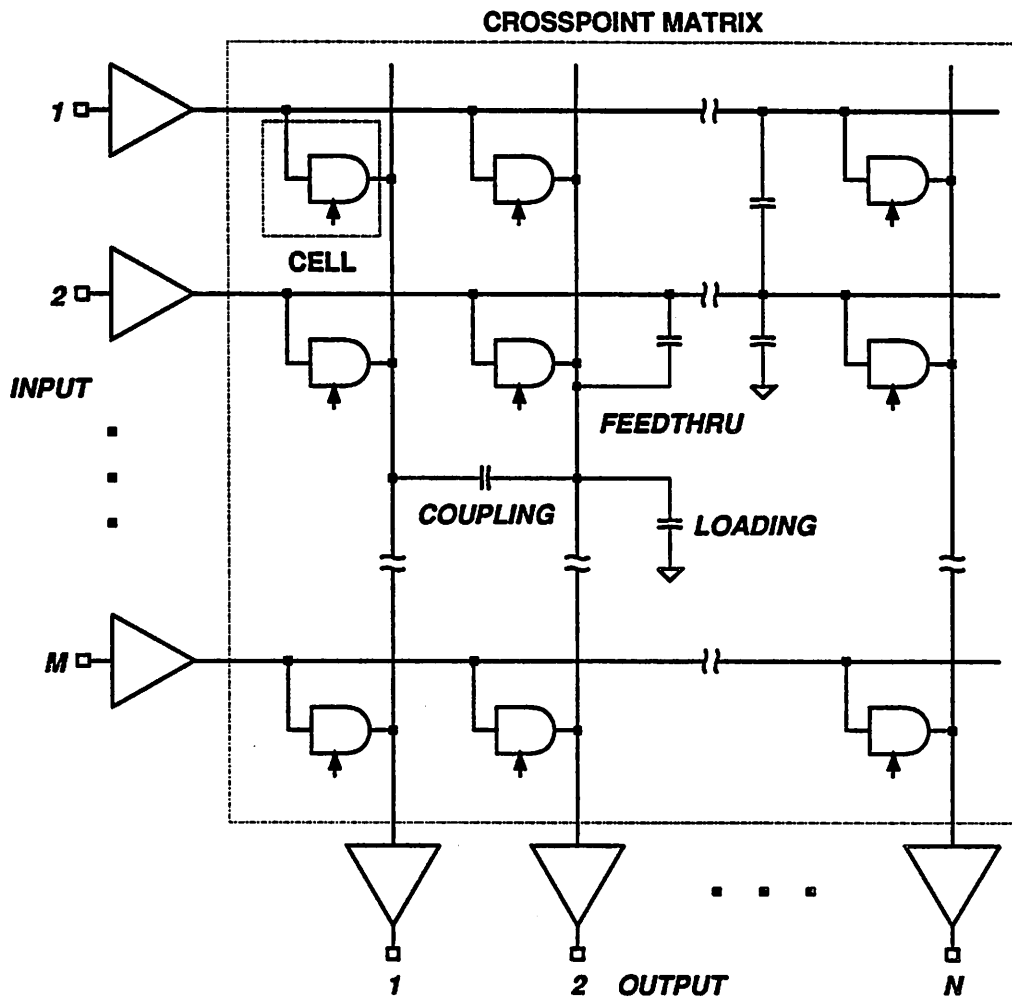 CROSSPOINT MATRIX
1
CELL
2
INPUT
FEEDTHRU
COUPLING
LOADING
M
1
2
OUTPUT
N